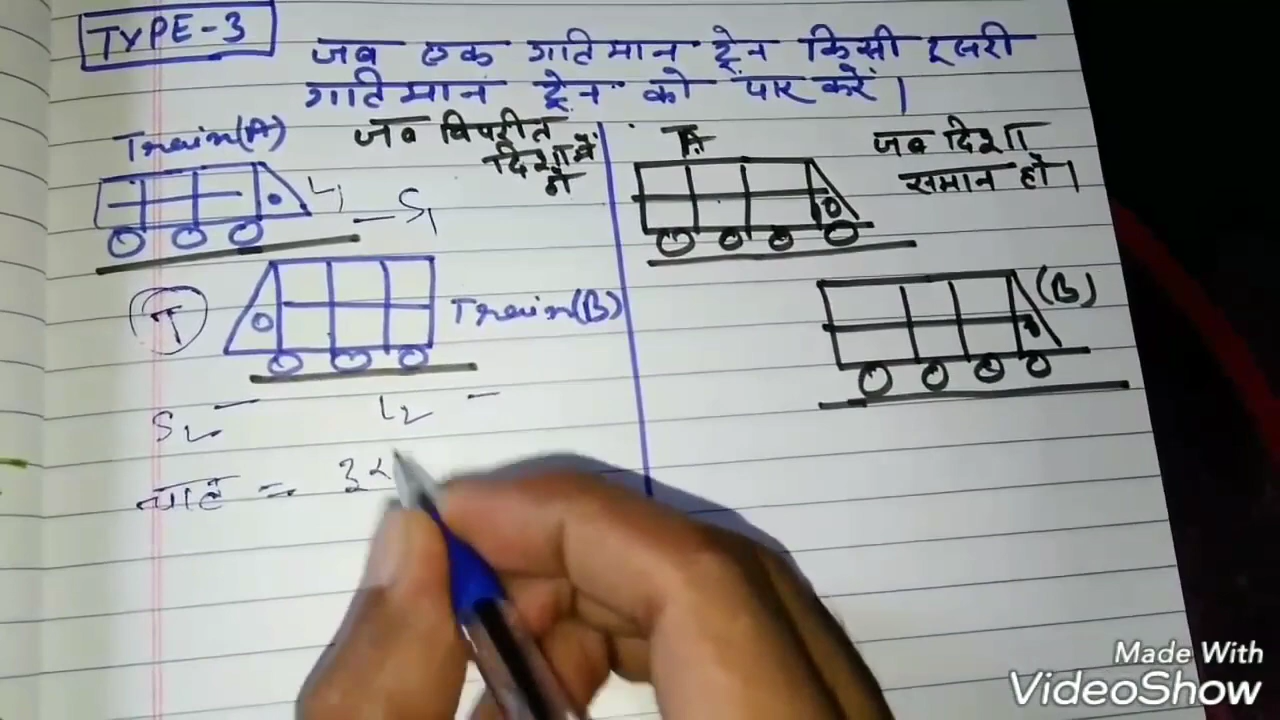 TYPE-3
जब एक गतिमान ट्रेन किसी दूसरी
गतिमान ट्रेन को पार करें।
Train(A)
जब विपरीत
दिशा में
हो
L1
S1
T
Train(B)
S2
L2
चाल =
A
जब दिशा
समान हो।
(B)
Made With
VideoShow